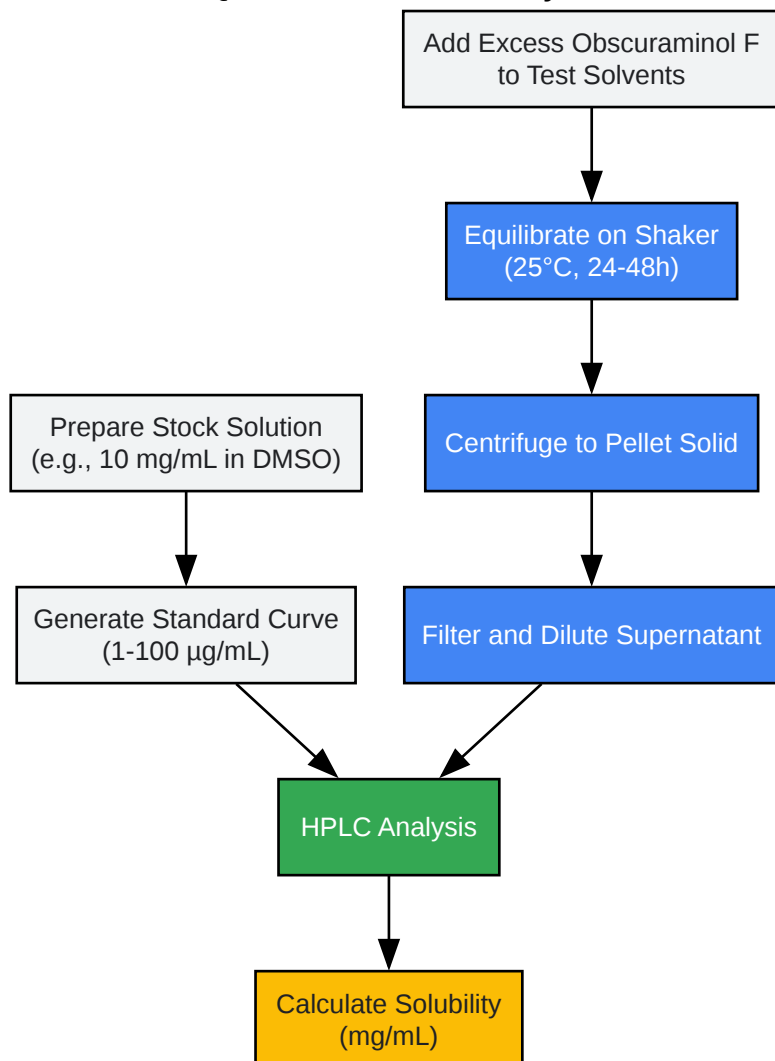 Add Excess Obscuraminol F
to Test Solvents
Equilibrate on Shaker
(25°C, 24-48h)
Prepare Stock Solution
(e.g., 10 mg/mL in DMSO)
Centrifuge to Pellet Solid
Generate Standard Curve
(1-100 µg/mL)
Filter and Dilute Supernatant
HPLC Analysis
Calculate Solubility
(mg/mL)